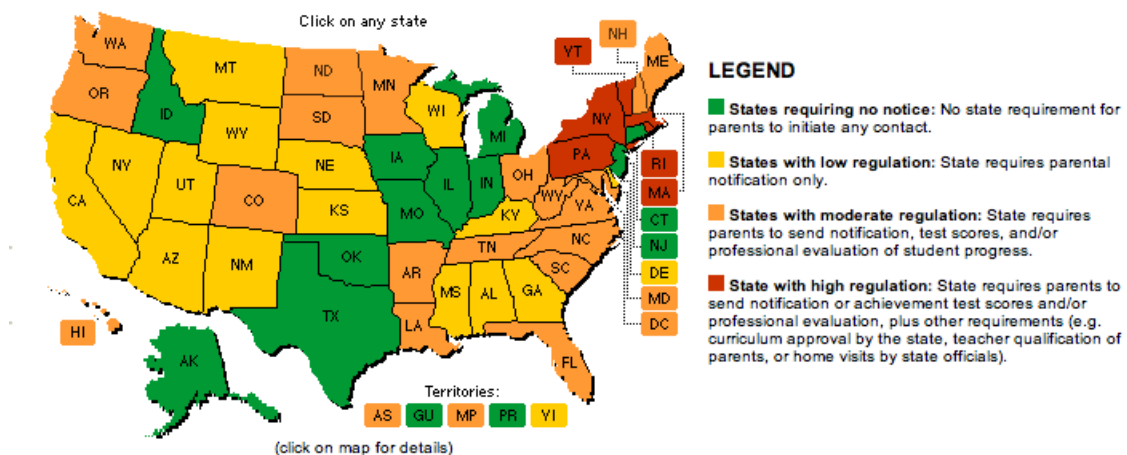 Click on any state
WA
OR
ID
MT
WY
ND
SD
MN
WI
MI
NE
IA
CA
NV
UT
CO
KS
MO
IL
IN
OH
KY
WV
VA
PA
NY
VT
NH
ME
AZ
NM
OK
TX
AR
LA
TN
NC
SC
MS
AL
GA
FL
RI
MA
CT
NJ
DE
MD
DC
HI
AK
Territories:
AS GU MP PR VI
(click on map for details)
LEGEND
States requiring no notice: No state requirement for
parents to initiate any contact.
States with low regulation: State requires parental
notification only.
States with moderate regulation: State requires
parents to send notification, test scores, and/or
professional evaluation of student progress.
State with high regulation: State requires parents to
send notification or achievement test scores and/or
professional evaluation, plus other requirements (e.g.
curriculum approval by the state, teacher qualification of
parents, or home visits by state officials).